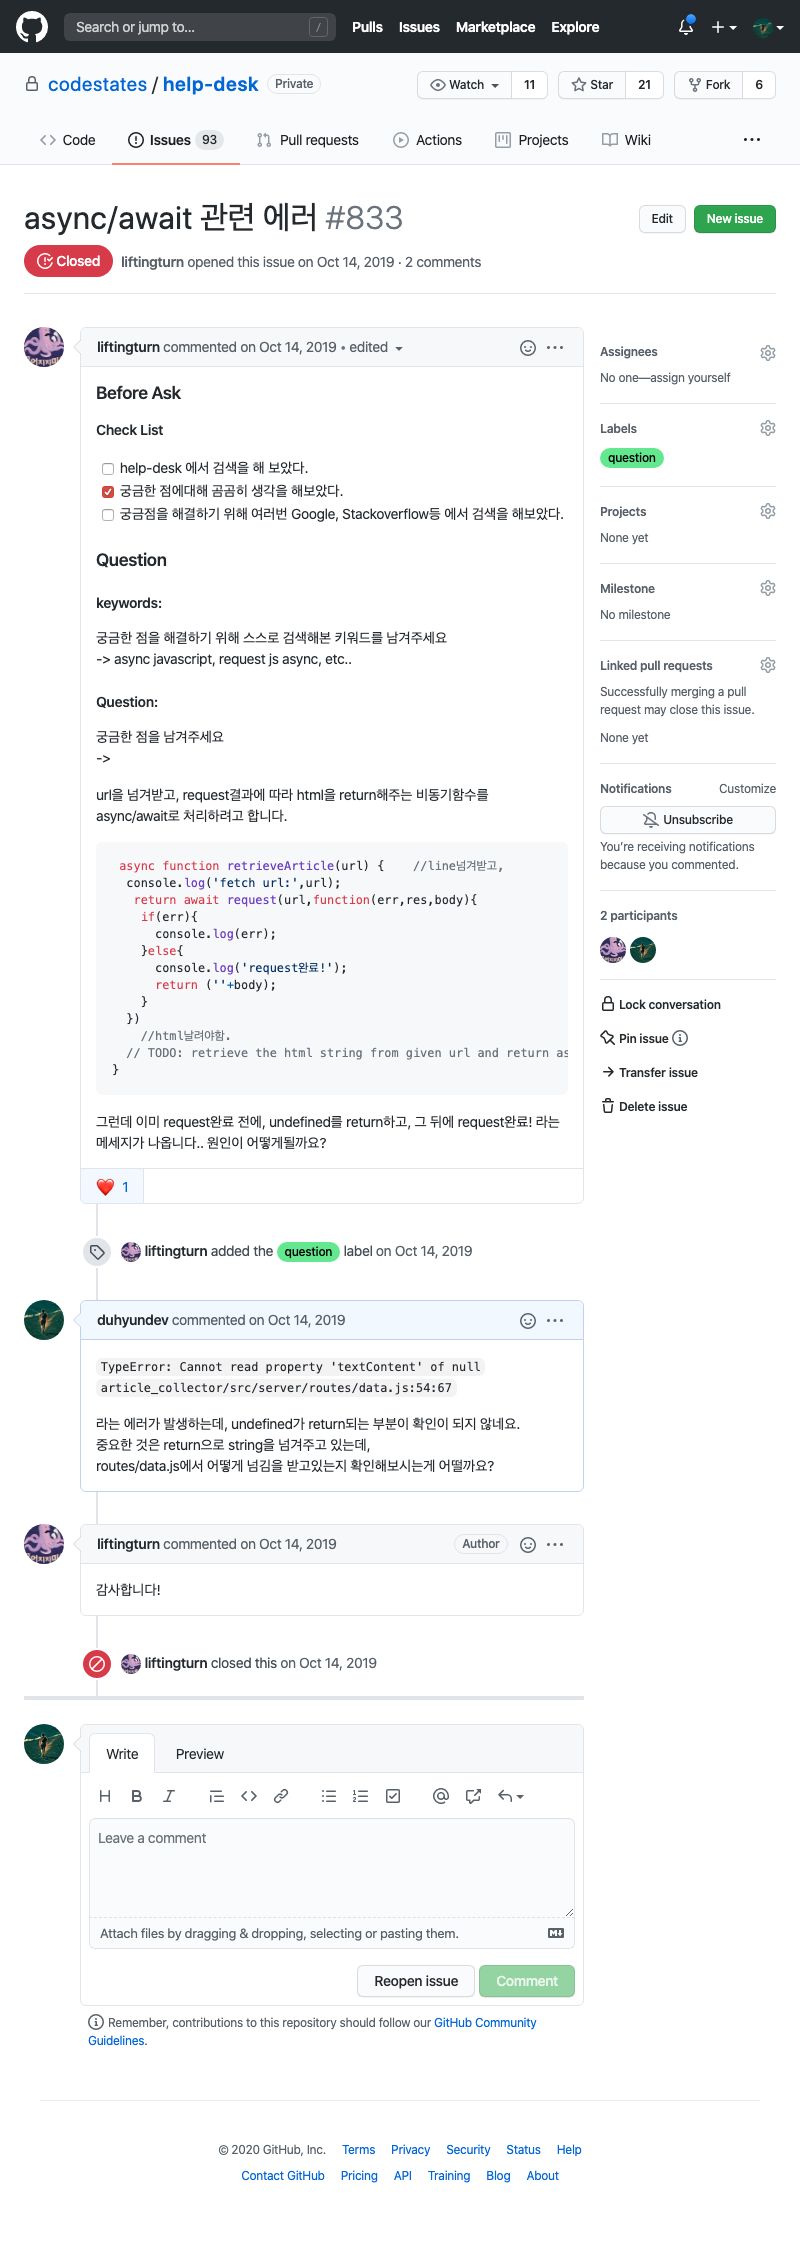 Search or jump to... /
Pulls Issues Marketplace Explore
codestates / help-desk Private
Watch 11 Star 21 Fork 6
Code Issues 93 Pull requests Actions Projects Wiki ...
async/await 관련 에러 #833
Edit New issue
Closed liftingturn opened this issue on Oct 14, 2019 · 2 comments
liftingturn commented on Oct 14, 2019 • edited
Before Ask
Check List
help-desk 에서 검색을 해 보았다.
궁금한 점에대해 곰곰히 생각을 해보았다.
궁금점을 해결하기 위해 여러번 Google, Stackoverflow등 에서 검색을 해보았다.
Question
keywords:
궁금한 점을 해결하기 위해 스스로 검색해본 키워드를 남겨주세요
-> async javascript, request js async, etc..
Question:
궁금한 점을 남겨주세요
->
url을 넘겨받고, request결과에 따라 html을 return해주는 비동기함수를
async/await로 처리하려고 합니다.
async function retrieveArticle(url) {    //line넘겨받고,
console.log('fetch url:',url);
return await request(url,function(err,res,body){
if(err){
console.log(err);
}else{
console.log('request완료!');
return (''+body);
}
})
//html날려야함.
// TODO: retrieve the html string from given url and return as
}
그런데 이미 request완료 전에, undefined를 return하고, 그 뒤에 request완료! 라는
메세지가 나옵니다.. 원인이 어떻게될까요?
❤️ 1
liftingturn added the question label on Oct 14, 2019
duhyundev commented on Oct 14, 2019
TypeError: Cannot read property 'textContent' of null
article_collector/src/server/routes/data.js:54:67
라는 에러가 발생하는데, undefined가 return되는 부분이 확인이 되지 않네요.
중요한 것은 return으로 string을 넘겨주고 있는데,
routes/data.js에서 어떻게 넘김을 받고있는지 확인해보시는게 어떨까요?
liftingturn commented on Oct 14, 2019 Author
감사합니다!
liftingturn closed this on Oct 14, 2019
Write Preview
Leave a comment
Attach files by dragging & dropping, selecting or pasting them.
Reopen issue Comment
Remember, contributions to this repository should follow our GitHub Community
Guidelines.
Assignees
No one—assign yourself
Labels
question
Projects
None yet
Milestone
No milestone
Linked pull requests
Successfully merging a pull
request may close this issue.
None yet
Notifications Customize
Unsubscribe
You're receiving notifications
because you commented.
2 participants
Lock conversation
Pin issue
Transfer issue
Delete issue
© 2020 GitHub, Inc. Terms Privacy Security Status Help
Contact GitHub Pricing API Training Blog About